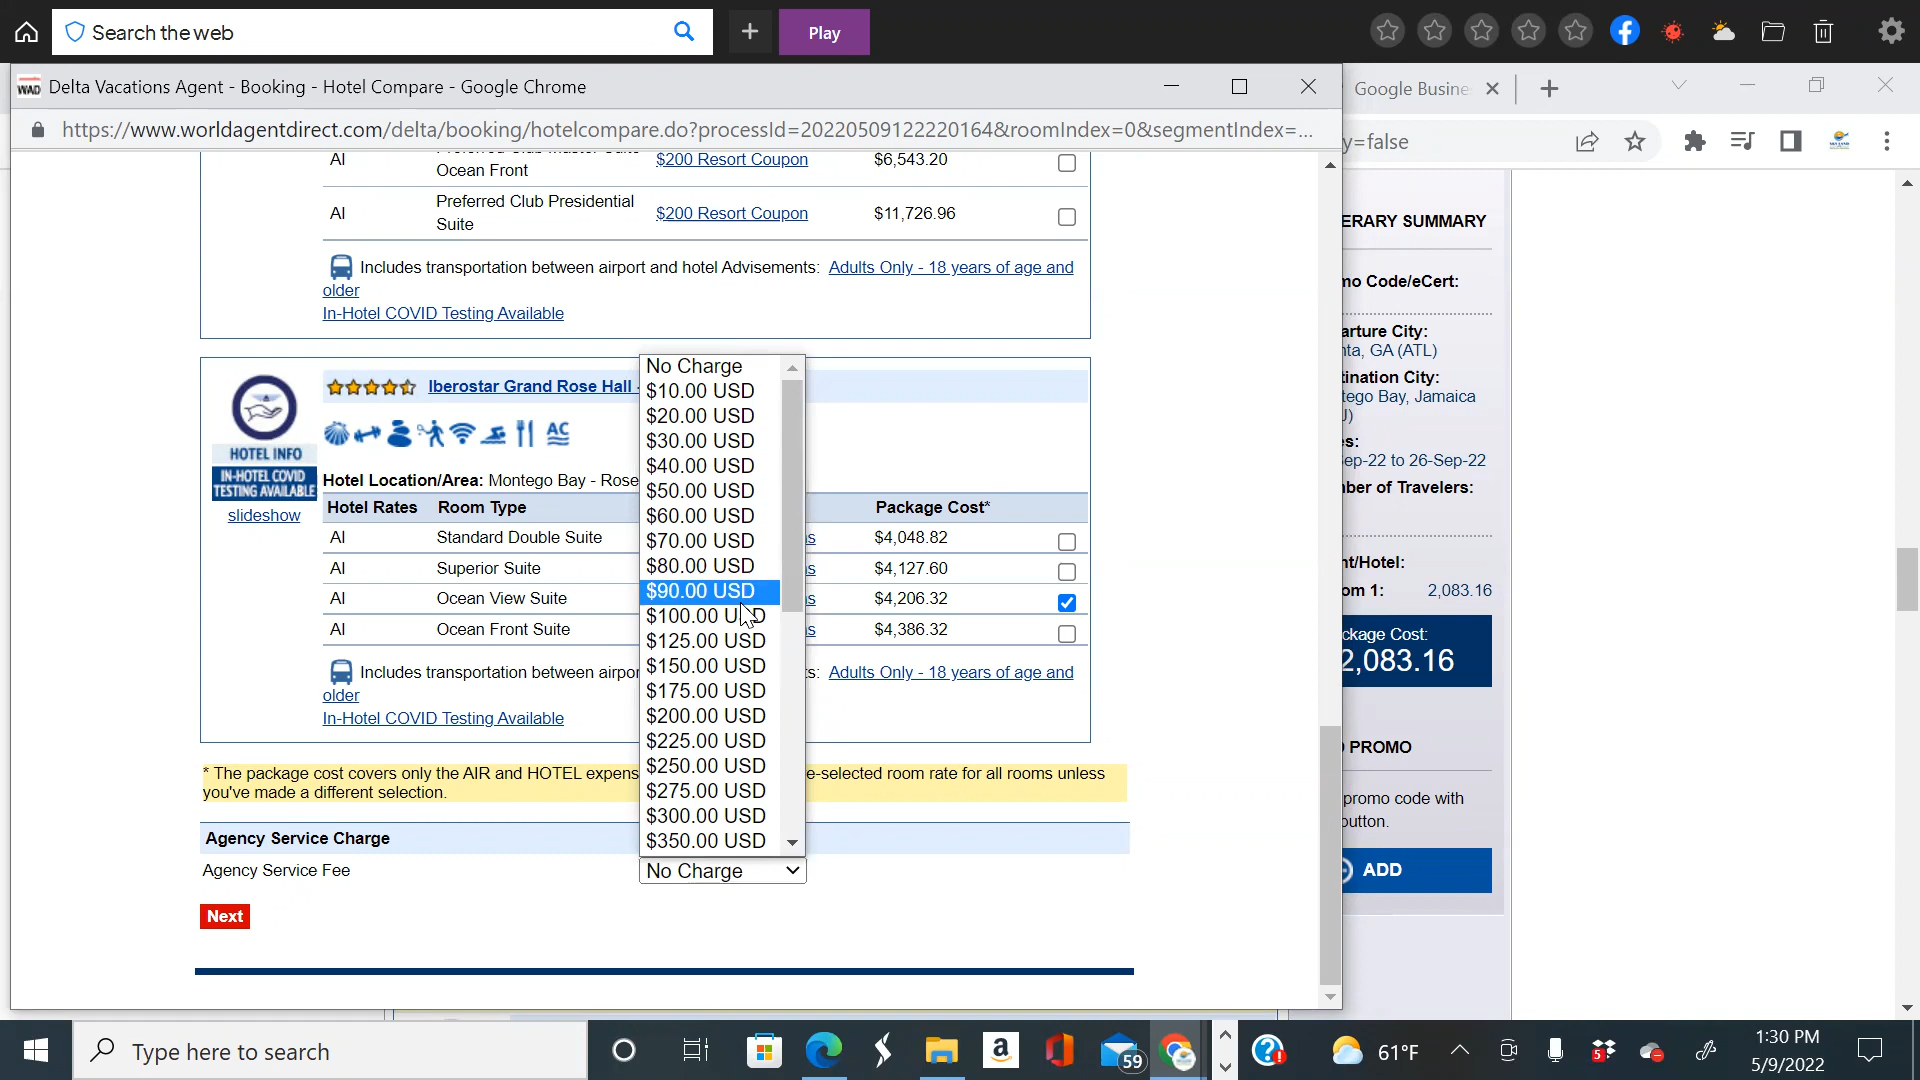 Search the web
Play
WAD Delta Vacations Agent - Booking - Hotel Compare - Google Chrome
Google Busine
https://www.worldagentdirect.com/delta/booking/hotelcompare.do?processId=20220509122220164&roomIndex=0&segmentIndex=...
y=false
AI Ocean Front $200 Resort Coupon $6,543.20
AI Preferred Club Presidential Suite $200 Resort Coupon $11,726.96
Includes transportation between airport and hotel Advisements: Adults Only - 18 years of age and
older
In-Hotel COVID Testing Available
Iberostar Grand Rose Hall -
HOTEL INFO
IN-HOTEL COVID
TESTING AVAILABLE
slideshow
AC
Hotel Location/Area: Montego Bay - Rose
Hotel Rates Room Type Package Cost*
AI Standard Double Suite s $4,048.82
AI Superior Suite s $4,127.60
AI Ocean View Suite s $4,206.32
AI Ocean Front Suite s $4,386.32
Includes transportation between airpor s: Adults Only - 18 years of age and
older
In-Hotel COVID Testing Available
* The package cost covers only the AIR and HOTEL expens e-selected room rate for all rooms unless
you've made a different selection.
Agency Service Charge
Agency Service Fee
No Charge
No Charge
$10.00 USD
$20.00 USD
$30.00 USD
$40.00 USD
$50.00 USD
$60.00 USD
$70.00 USD
$80.00 USD
$90.00 USD
$100.00 USD
$125.00 USD
$150.00 USD
$175.00 USD
$200.00 USD
$225.00 USD
$250.00 USD
$275.00 USD
$300.00 USD
$350.00 USD
Next
ERARY SUMMARY
mo Code/eCert:
arture City:
nta, GA (ATL)
tination City:
tego Bay, Jamaica
J)
es:
ep-22 to 26-Sep-22
ber of Travelers:
ht/Hotel:
om 1: 2,083.16
ckage Cost:
2,083.16
PROMO
promo code with
utton.
ADD
Type here to search
a
59
61°F
5
1:30 PM
5/9/2022